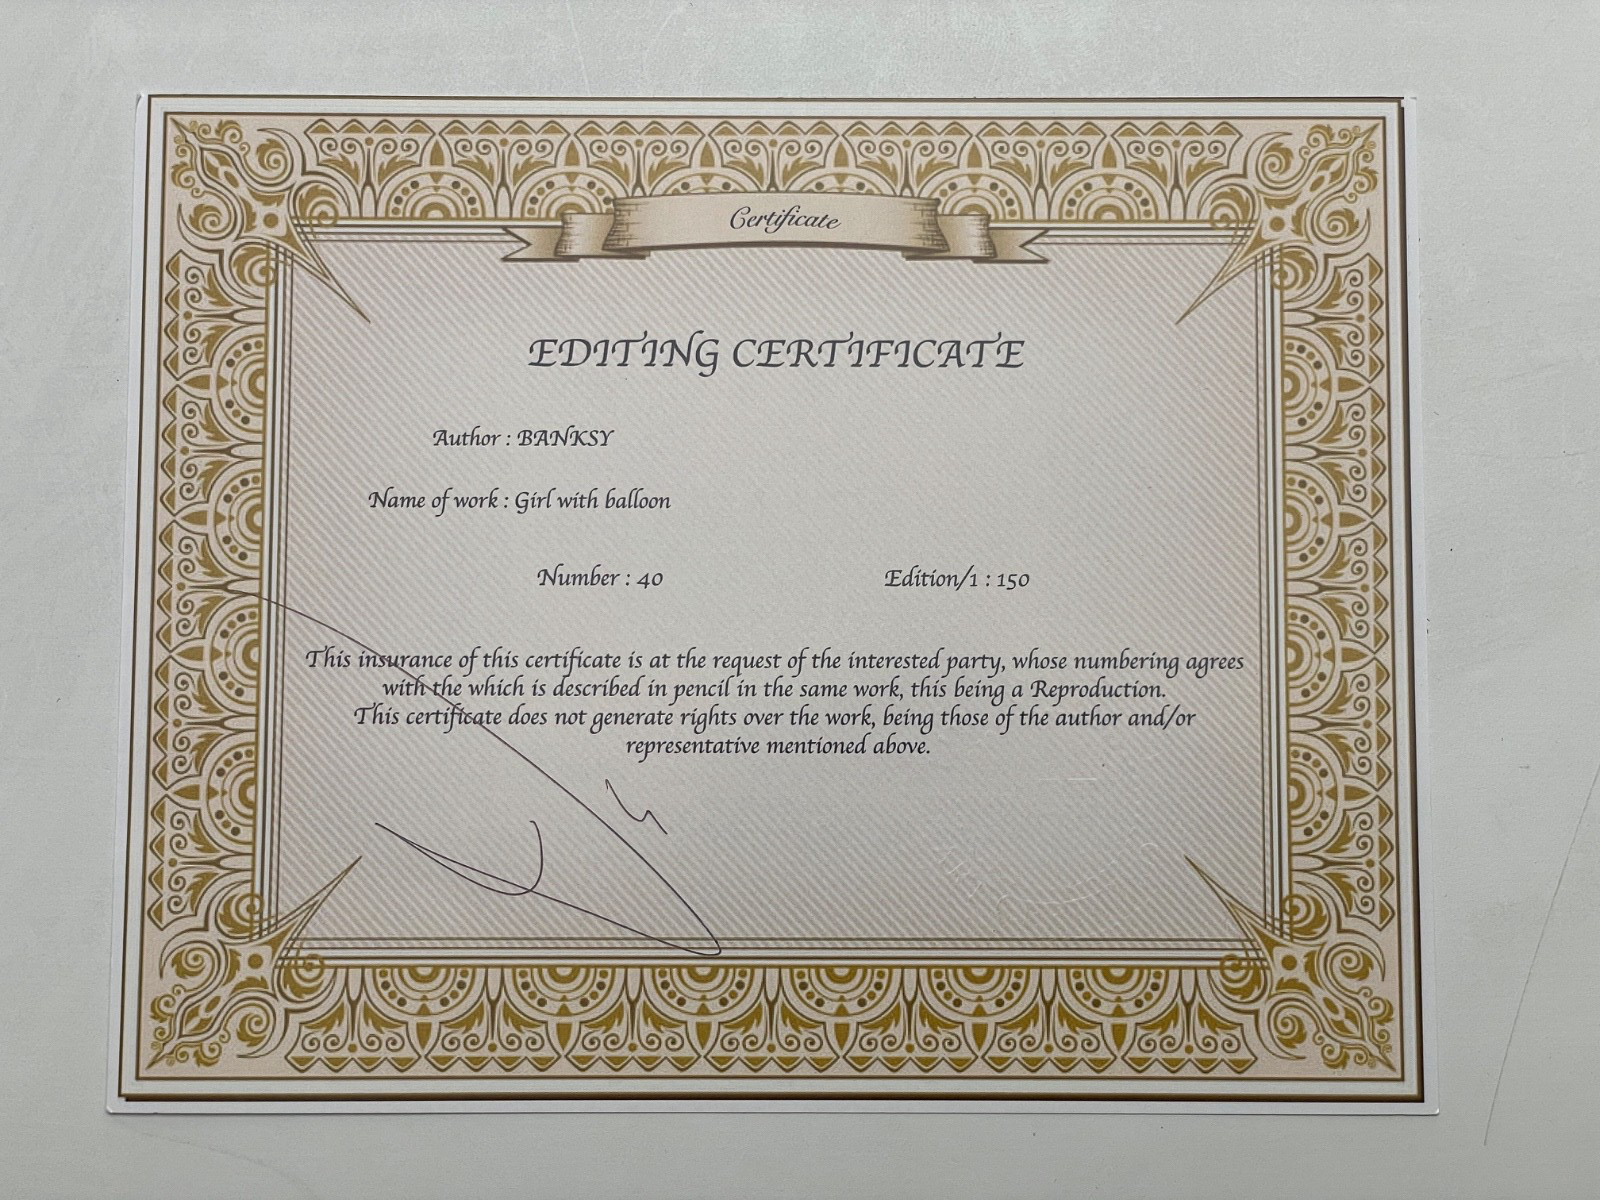 Certificate
EDITING CERTIFICATE
Author : BANKSY
Name of work : Girl with balloon
Number : 40 Edition/1 : 150
This insurance of this certificate is at the request of the interested party, whose numbering agrees
with the which is described in pencil in the same work, this being a Reproduction.
This certificate does not generate rights over the work, being those of the author and/or
representative mentioned above.